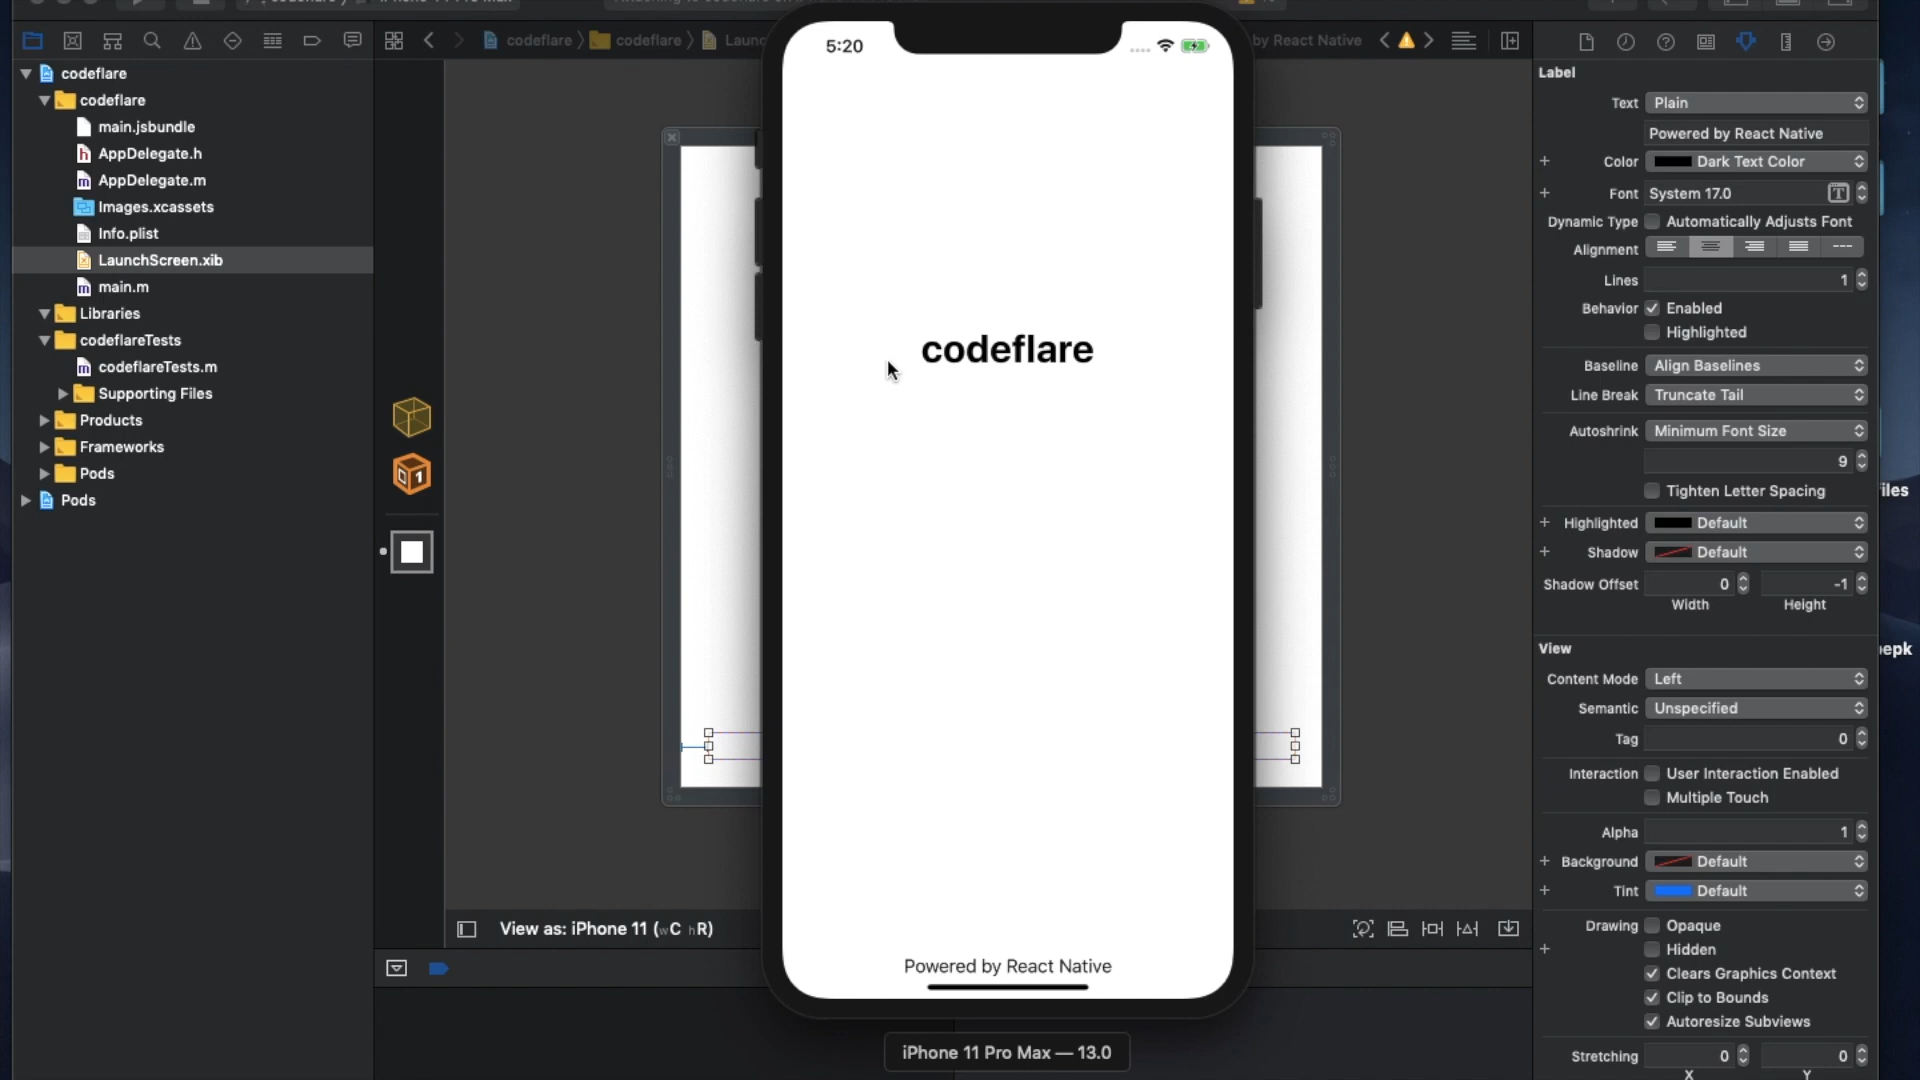 codeflare
codeflare
main.jsbundle
AppDelegate.h
AppDelegate.m
Images.xcassets
Info.plist
LaunchScreen.xib
main.m
Libraries
codeflareTests
codeflareTests.m
Supporting Files
Products
Frameworks
Pods
Pods
codeflare
codeflare
Launc
by React Native
5:20
codeflare
Powered by React Native
iPhone 11 Pro Max — 13.0
View as: iPhone 11 (wC hR)
Label
Text Plain
Powered by React Native
Color Dark Text Color
Font System 17.0
Dynamic Type Automatically Adjusts Font
Alignment
Lines 1
Behavior Enabled
Highlighted
Baseline Align Baselines
Line Break Truncate Tail
Autoshrink Minimum Font Size
9
Tighten Letter Spacing
Highlighted Default
Shadow Default
Shadow Offset 0 -1
Width Height
View
Content Mode Left
Semantic Unspecified
Tag 0
Interaction User Interaction Enabled
Multiple Touch
Alpha 1
Background Default
Tint Default
Drawing Opaque
Hidden
Clears Graphics Context
Clip to Bounds
Autoresize Subviews
Stretching 0 0
X Y
iles
epk